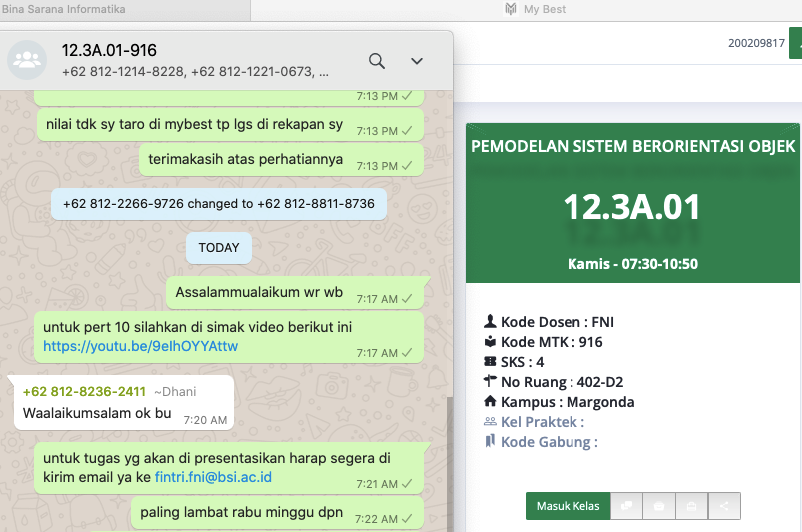 Bina Sarana Informatika
My Best
12.3A.01-916
+62 812-1214-8228, +62 812-1221-0673, ...
7:13 PM
nilai tdk sy taro di mybest tp lgs di rekapan sy
7:13 PM
terimakasih atas perhatiannya
7:13 PM
+62 812-2266-9726 changed to +62 812-8811-8736
TODAY
Assalammualaikum wr wb
7:17 AM
untuk pert 10 silahkan di simak video berikut ini
https://youtu.be/9elhOYYAttw
7:17 AM
+62 812-8236-2411 ~Dhani
Waalaikumsalam ok bu
7:20 AM
untuk tugas yg akan di presentasikan harap segera di
kirim email ya ke fintri.fni@bsi.ac.id
7:21 AM
paling lambat rabu minggu dpn
7:22 AM
200209817
PEMODELAN SISTEM BERORIENTASI OBJEK
12.3A.01
Kamis - 07:30-10:50
Kode Dosen : FNI
Kode MTK : 916
SKS : 4
No Ruang : 402-D2
Kampus : Margonda
Kel Praktek :
Kode Gabung :
Masuk Kelas